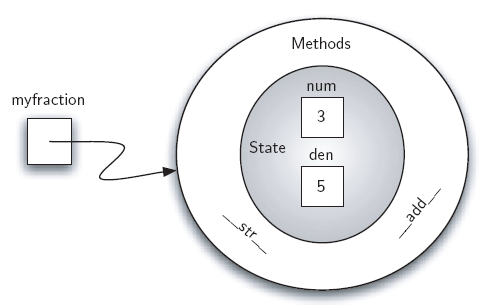 Methods
myfraction
num
3
State
den
5
__str__
__add__